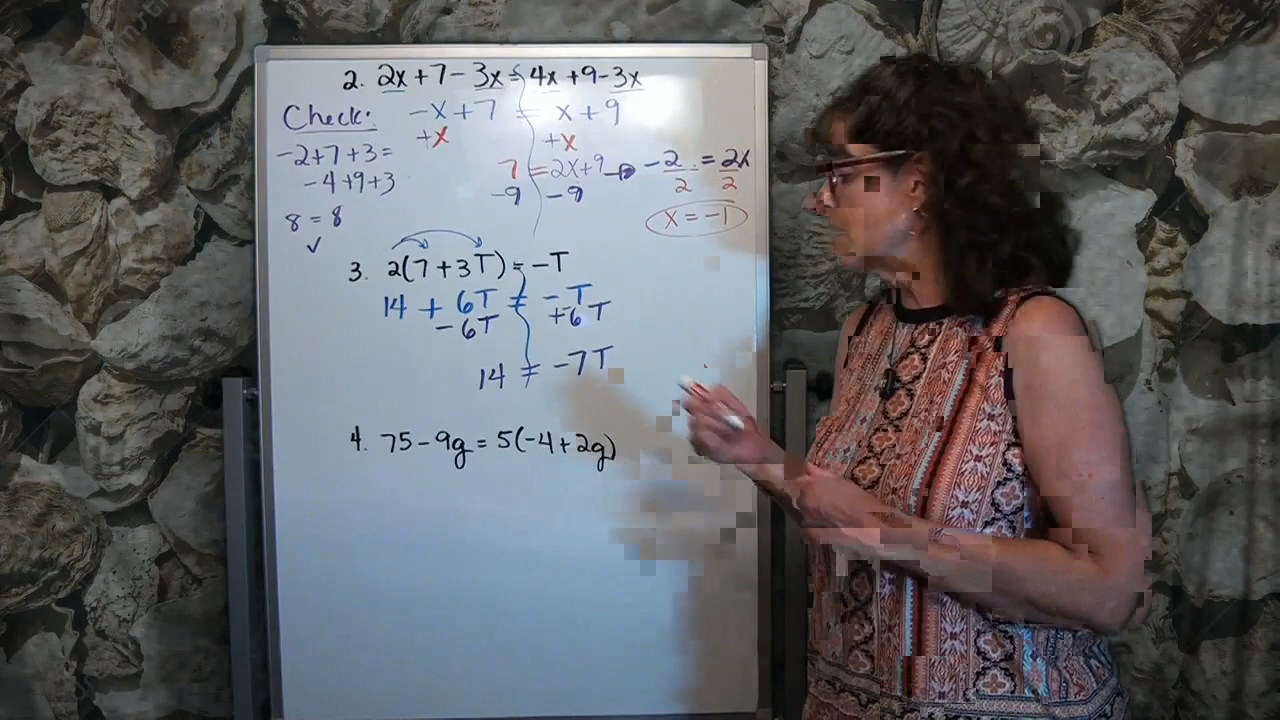 2. 2x + 7 - 3x = 4x + 9 - 3x
Check: -x + 7 = x + 9
+x +x
-2 + 7 + 3 = 7 = 2x + 9 → -2/2 = 2x/2
-4 + 9 + 3 -9 -9
8 = 8 x = -1
✓
3. 2(7 + 3T) = -T
14 + 6T = -T
- 6T +6T
14 = -7T
4. 75 - 9g = 5(-4 + 2g)